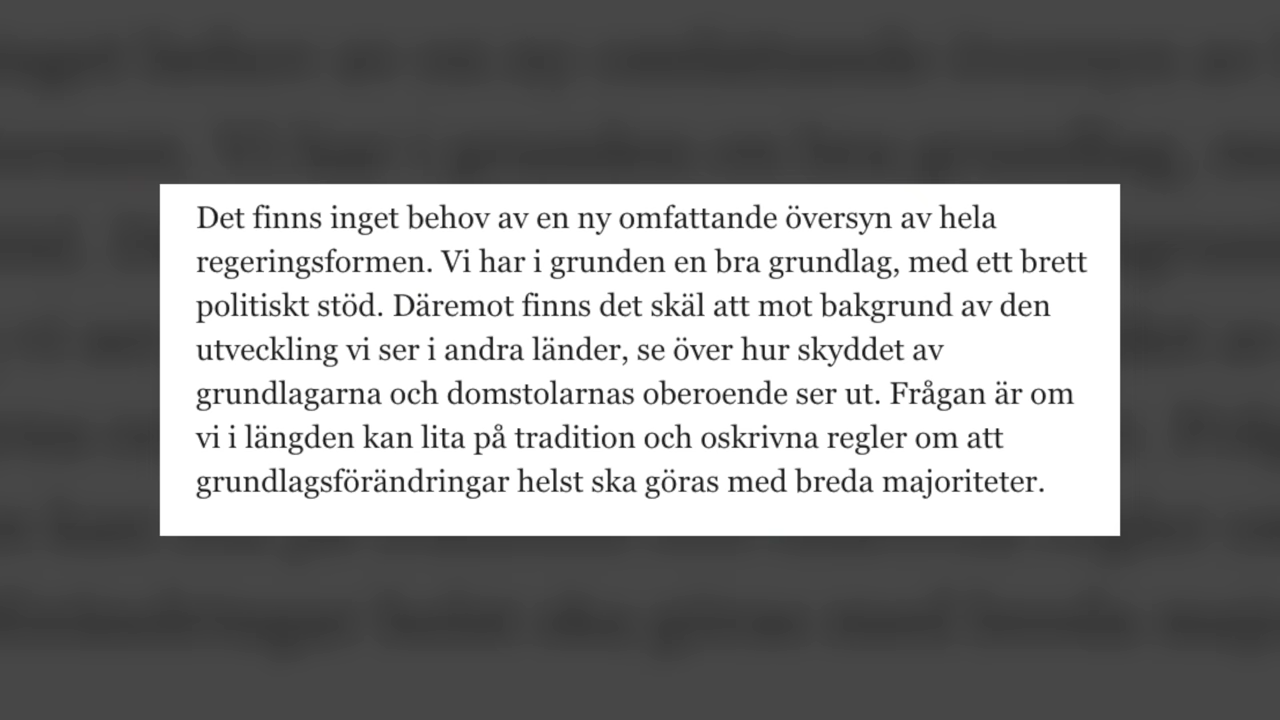 Det finns inget behov av en ny omfattande översyn av hela
regeringsformen. Vi har i grunden en bra grundlag, med ett brett
politiskt stöd. Däremot finns det skäl att mot bakgrund av den
utveckling vi ser i andra länder, se över hur skyddet av
grundlagarna och domstolarnas oberoende ser ut. Frågan är om
vi i längden kan lita på tradition och oskrivna regler om att
grundlagsförändringar helst ska göras med breda majoriteter.